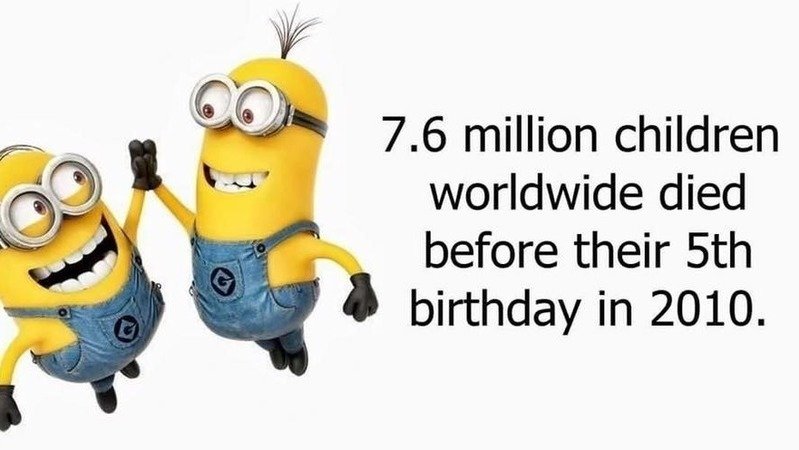 7.6 million children
worldwide died
before their 5th
birthday in 2010.